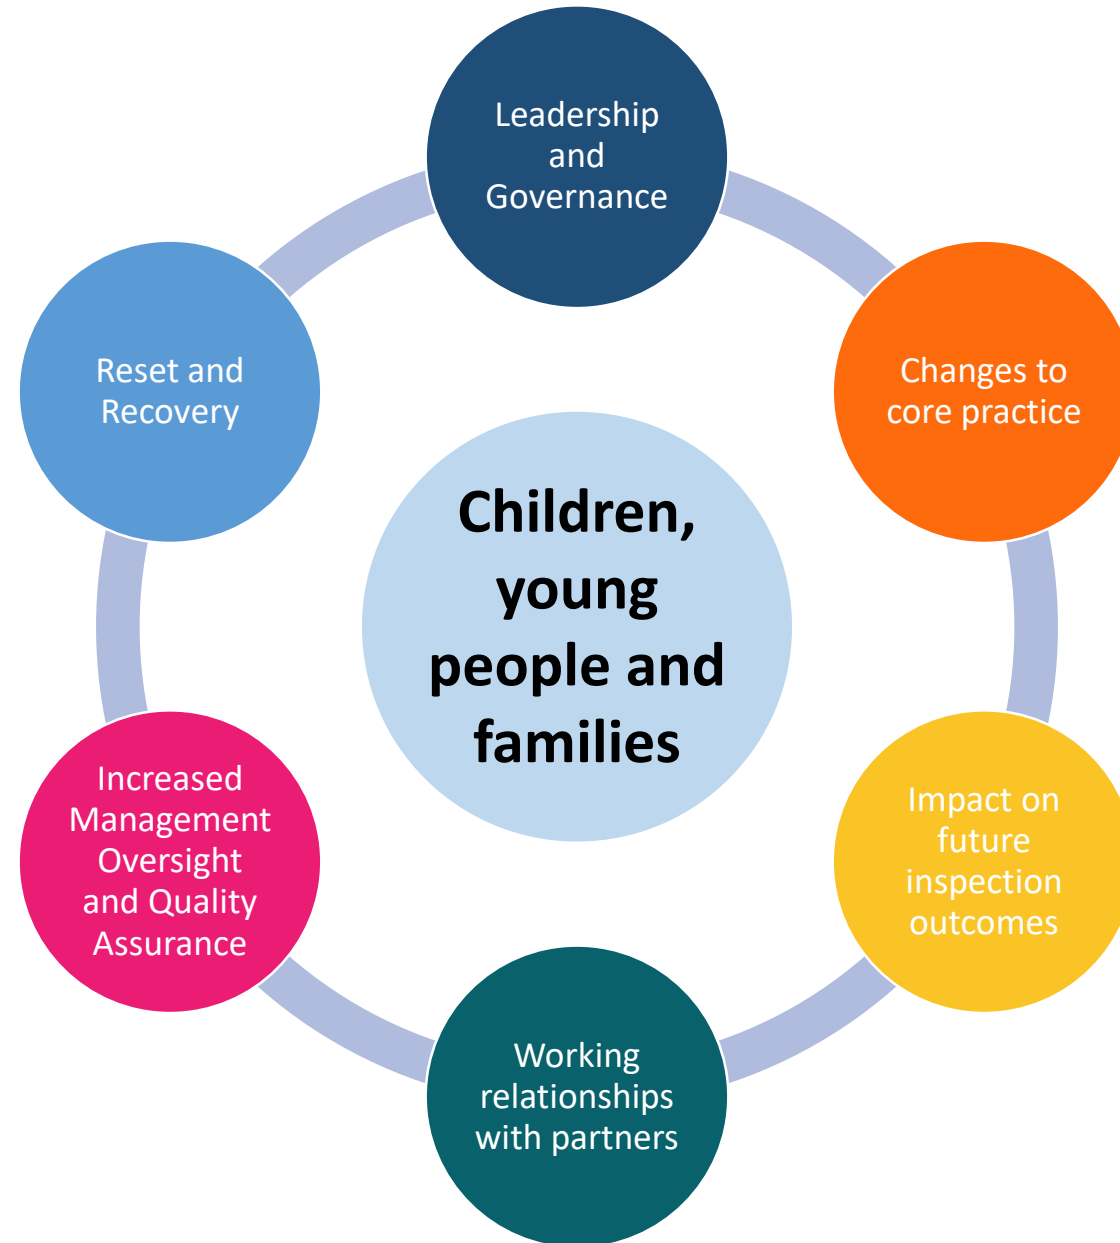 Leadership
and
Governance
Changes to
core practice
Impact on
future
inspection
outcomes
Working
relationships
with partners
Increased
Management
Oversight
and Quality
Assurance
Reset and
Recovery
Children,
young
people and
families